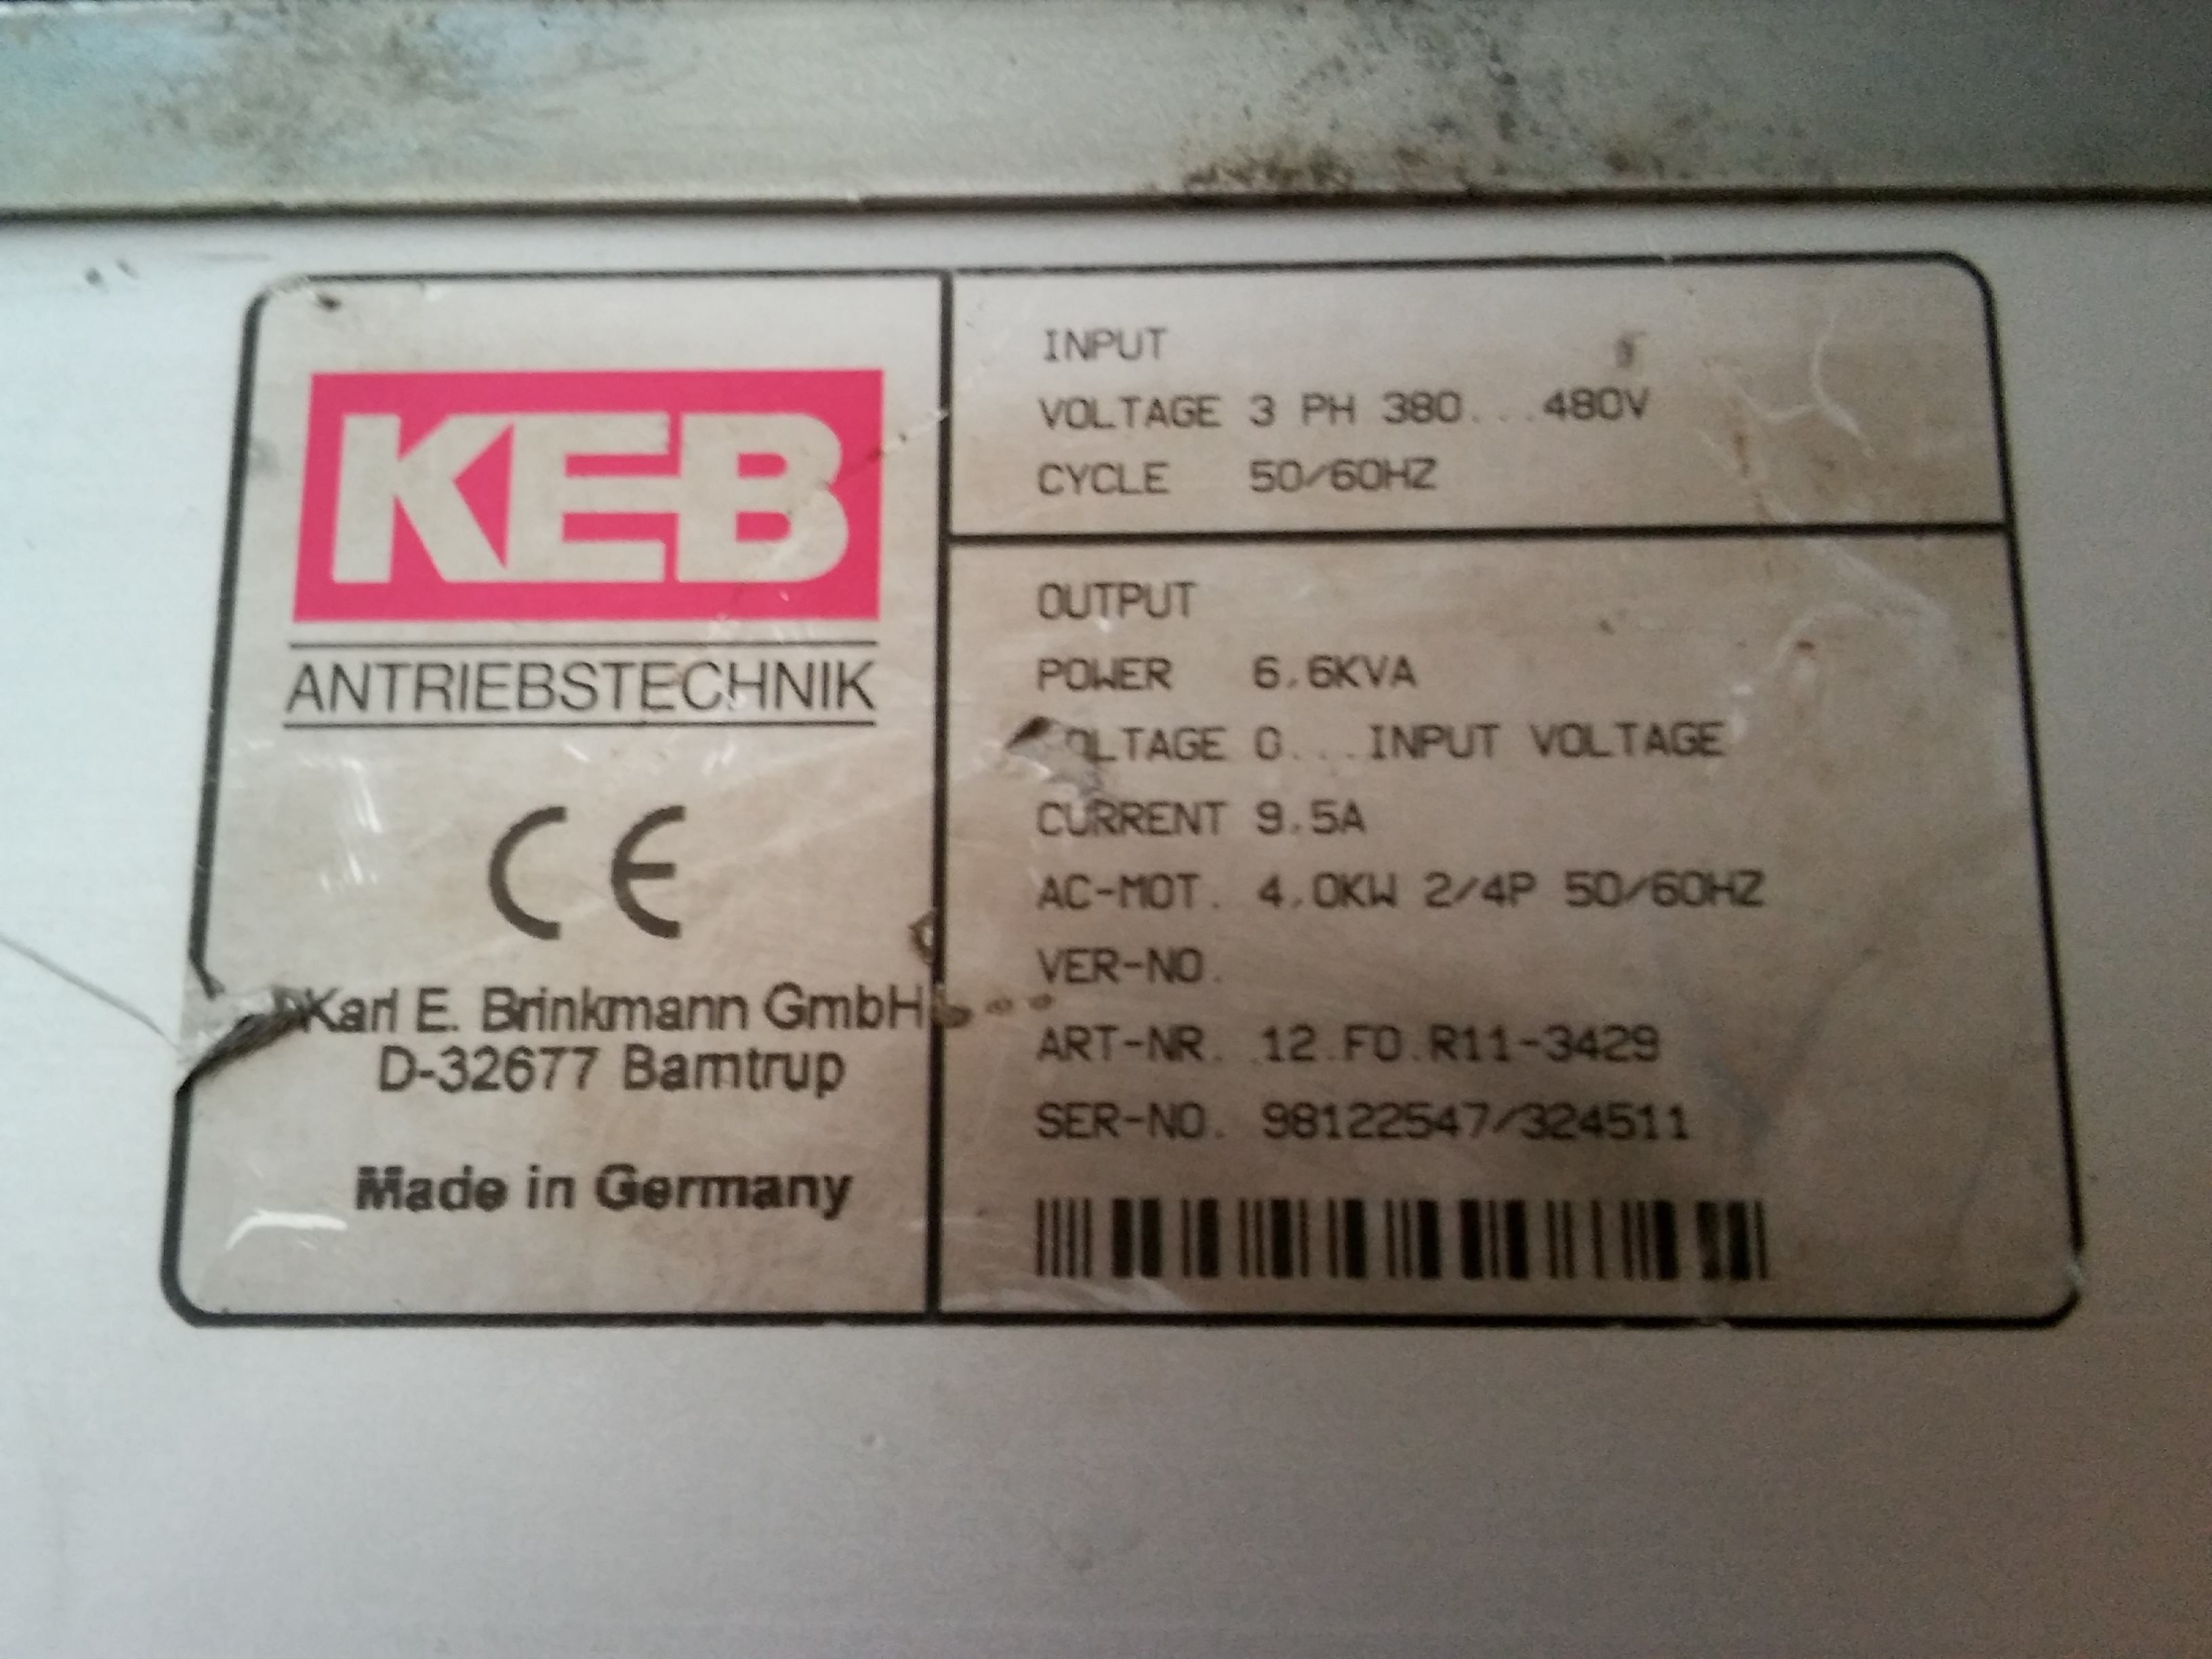 KEB
ANTRIEBSTECHNIK
CE
Karl E. Brinkmann GmbH
D-32677 Barntrup
Made in Germany
INPUT
VOLTAGE 3 PH 380...480V
CYCLE 50/60HZ
OUTPUT
POWER 6.6KVA
VOLTAGE 0...INPUT VOLTAGE
CURRENT 9.5A
AC-MOT. 4.0KW 2/4P 50/60HZ
VER-NO.
ART-NR. 12.F0.R11-3429
SER-NO. 98122547/324511